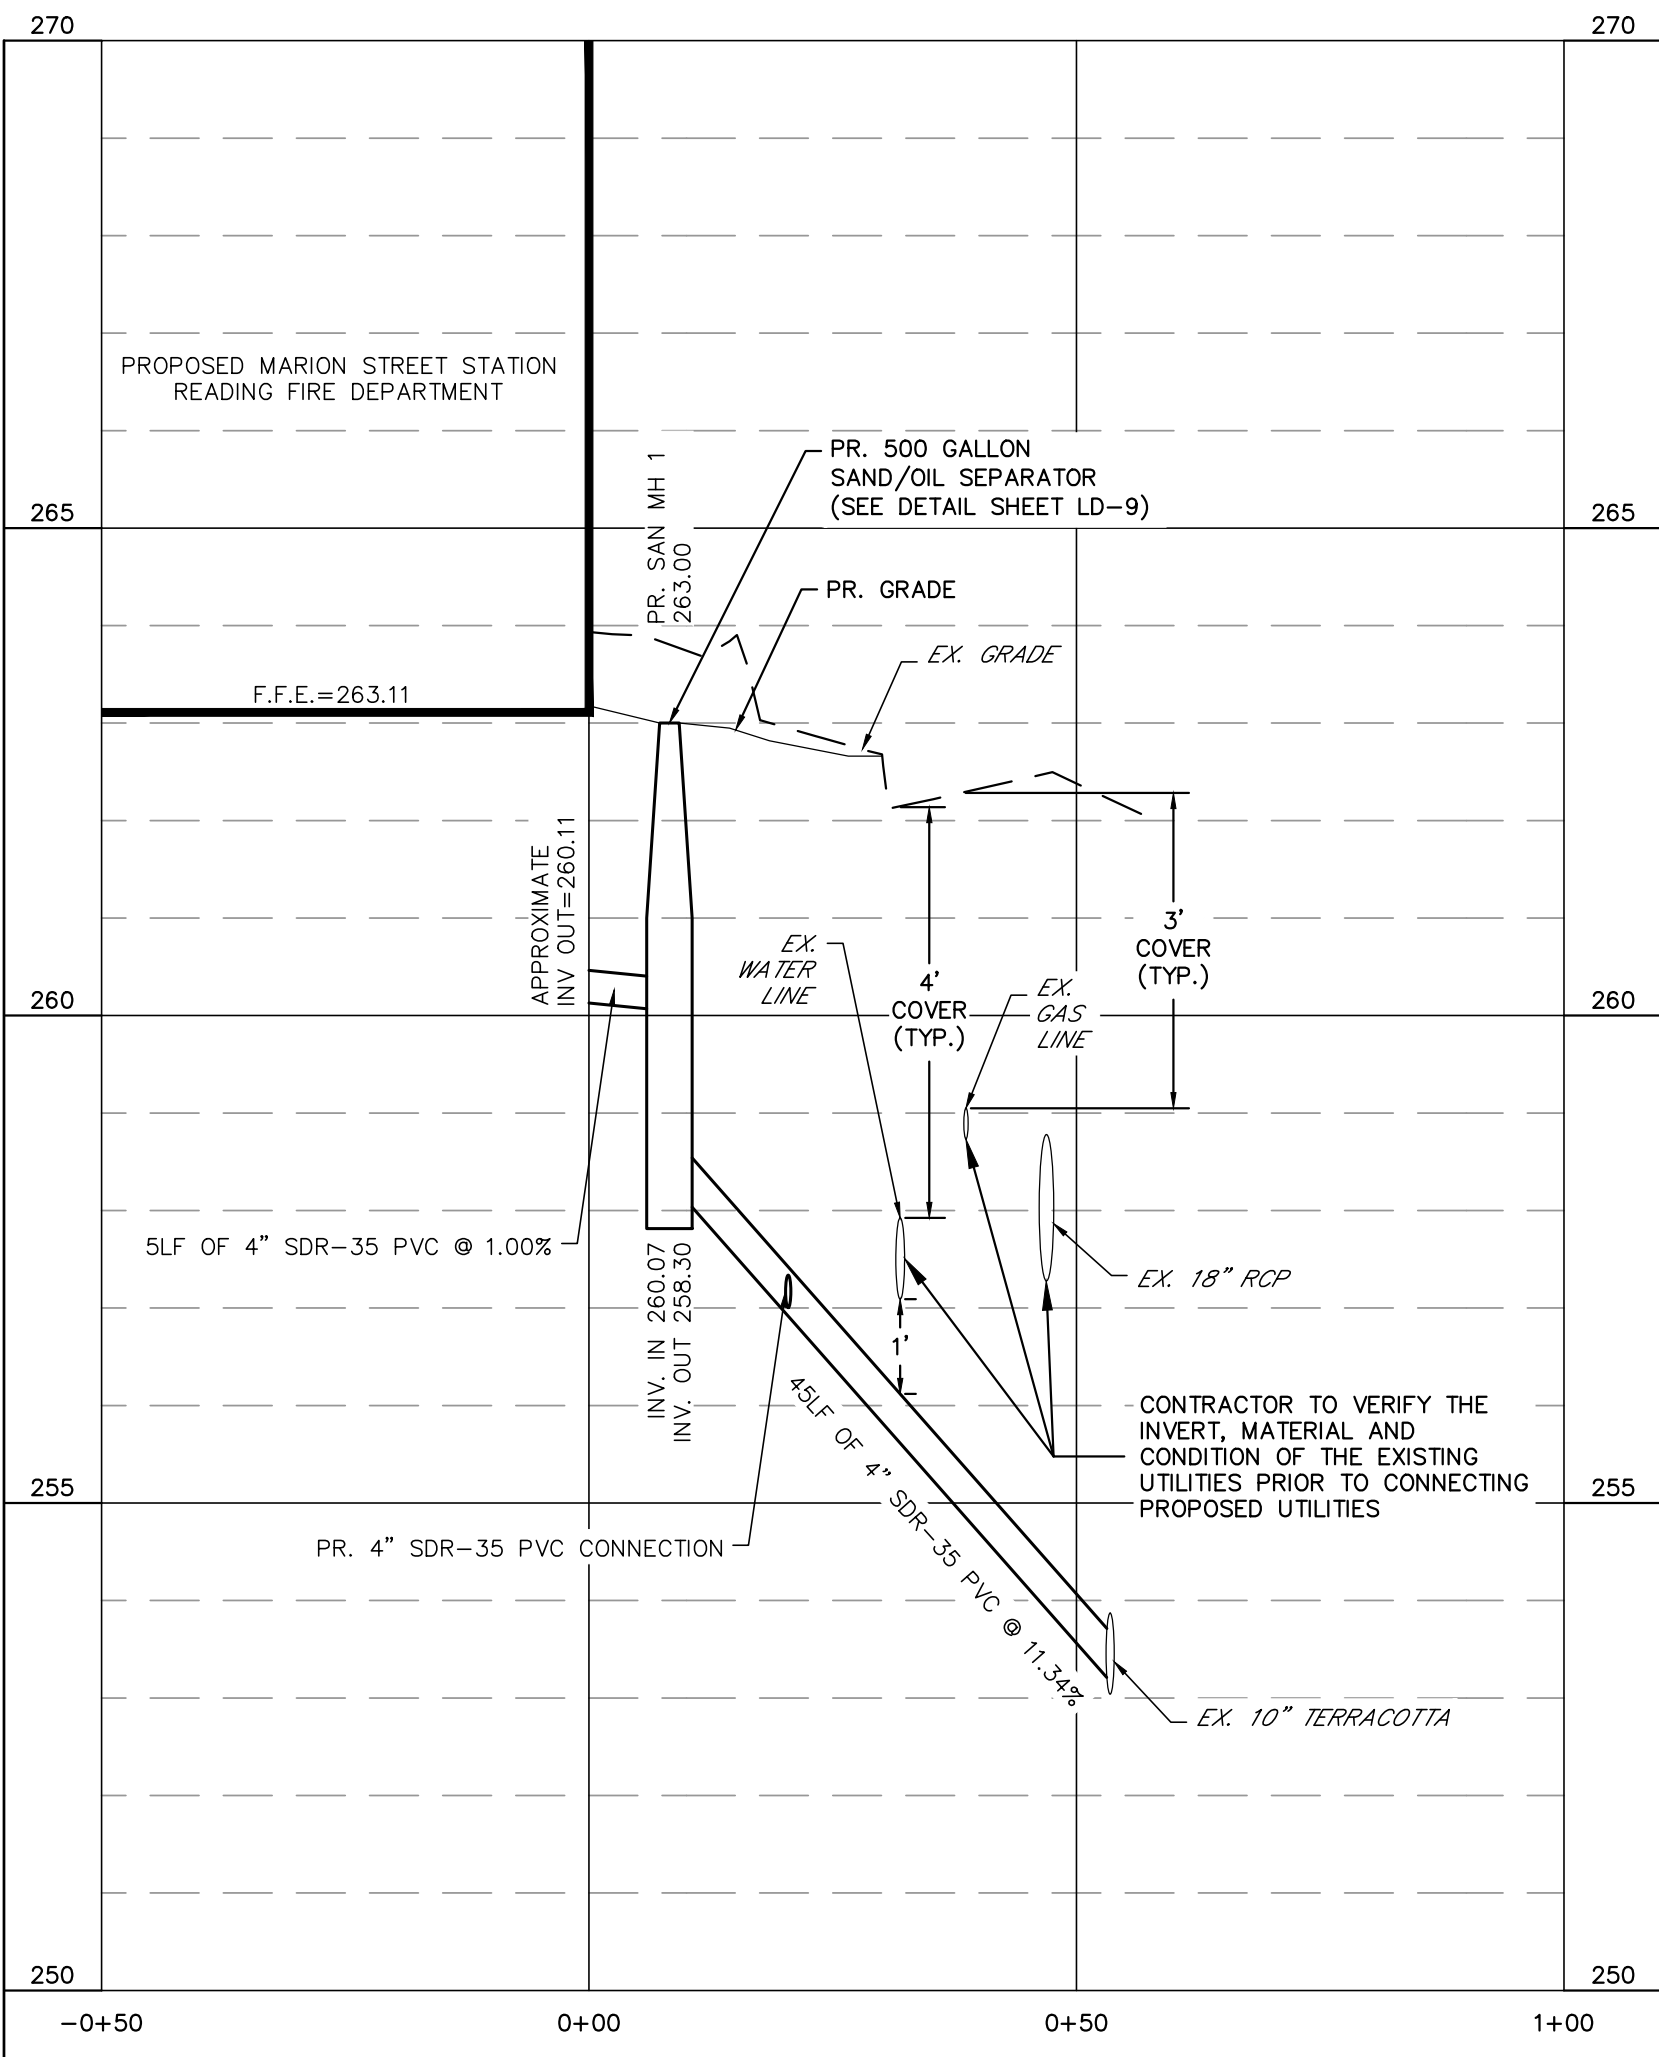 270
270
PROPOSED MARION STREET STATION
READING FIRE DEPARTMENT
PR. SAN MH 1
263.00
PR. 500 GALLON
SAND/OIL SEPARATOR
(SEE DETAIL SHEET LD-9)
265
265
PR. GRADE
EX. GRADE
F.F.E.=263.11
APPROXIMATE
INV OUT=260.11
EX.
WATER
LINE
4'
COVER
(TYP.)
3'
COVER
(TYP.)
EX.
GAS
LINE
260
260
5LF OF 4" SDR-35 PVC @ 1.00%
INV. IN 260.07
INV. OUT 258.30
EX. 18" RCP
1'
45LF OF 4" SDR-35 PVC @ 11.34%
CONTRACTOR TO VERIFY THE
INVERT, MATERIAL AND
CONDITION OF THE EXISTING
UTILITIES PRIOR TO CONNECTING
PROPOSED UTILITIES
255
255
PR. 4" SDR-35 PVC CONNECTION
EX. 10" TERRACOTTA
250
250
-0+50
0+00
0+50
1+00